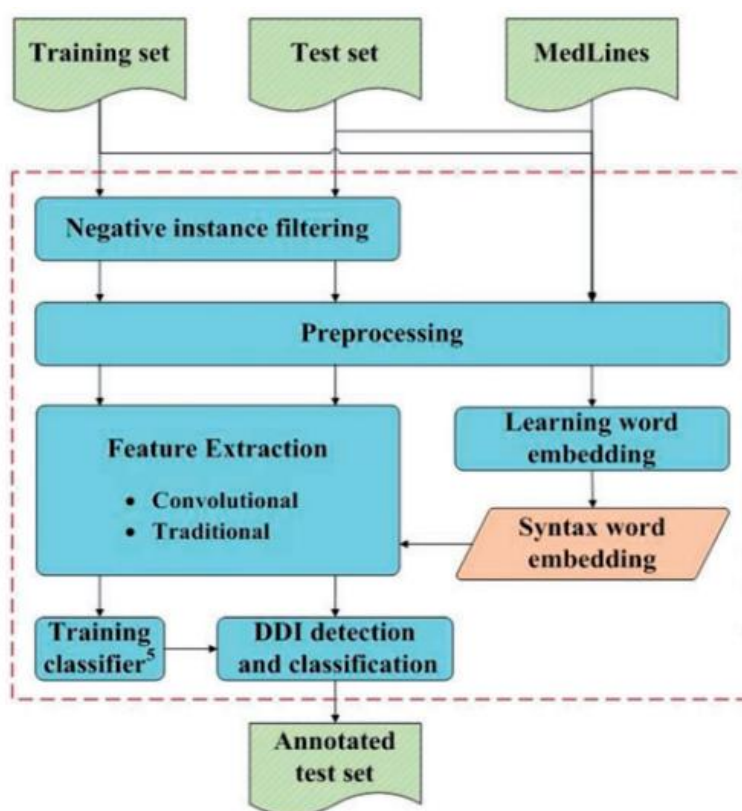 Training set
Test set
MedLines
Negative instance filtering
Preprocessing
Feature Extraction
• Convolutional
• Traditional
Learning word
embedding
Syntax word
embedding
Training
classifier⁵
DDI detection
and classification
Annotated
test set